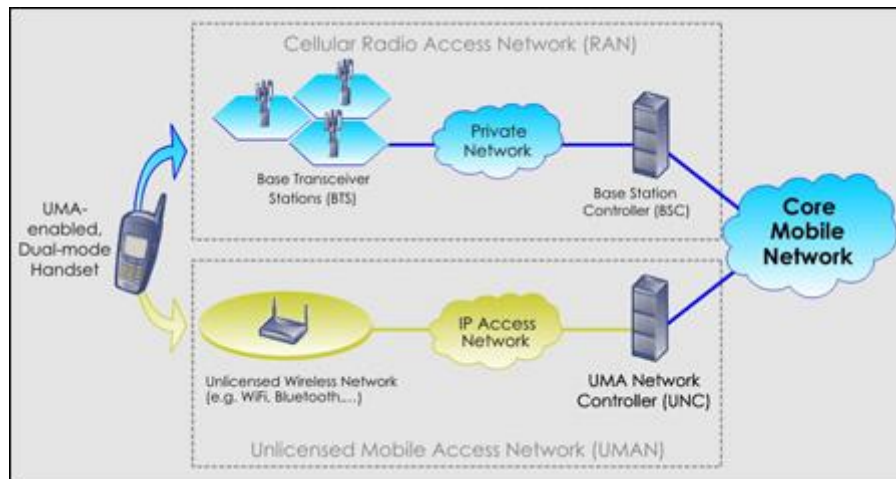 Cellular Radio Access Network (RAN)
Base Transceiver
Stations (BTS)
Private
Network
Base Station
Controller (BSC)
UMA-
enabled,
Dual-mode
Handset
Core
Mobile
Network
Unlicensed Wireless Network
(e.g. WiFi, Bluetooth,...)
IP Access
Network
UMA Network
Controller (UNC)
Unlicensed Mobile Access Network (UMAN)